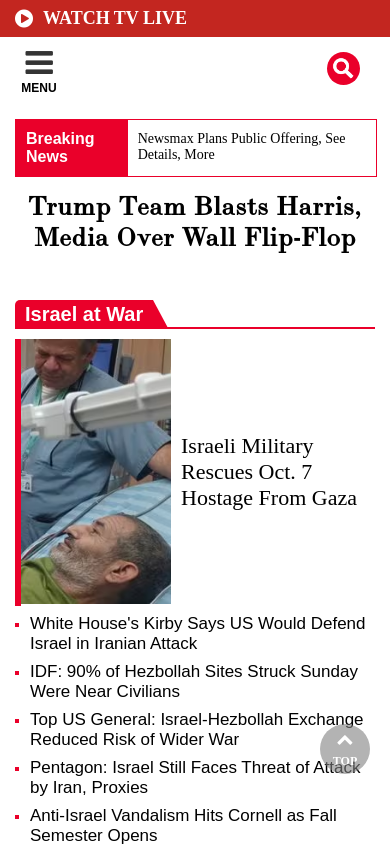 WATCH TV LIVE
MENU
Breaking
News
Newsmax Plans Public Offering, See
Details, More
Trump Team Blasts Harris,
Media Over Wall Flip-Flop
Israel at War
Israeli Military
Rescues Oct. 7
Hostage From Gaza
White House's Kirby Says US Would Defend
Israel in Iranian Attack
IDF: 90% of Hezbollah Sites Struck Sunday
Were Near Civilians
Top US General: Israel-Hezbollah Exchange
Reduced Risk of Wider War
Pentagon: Israel Still Faces Threat of Attack
by Iran, Proxies
TOP
Anti-Israel Vandalism Hits Cornell as Fall
Semester Opens